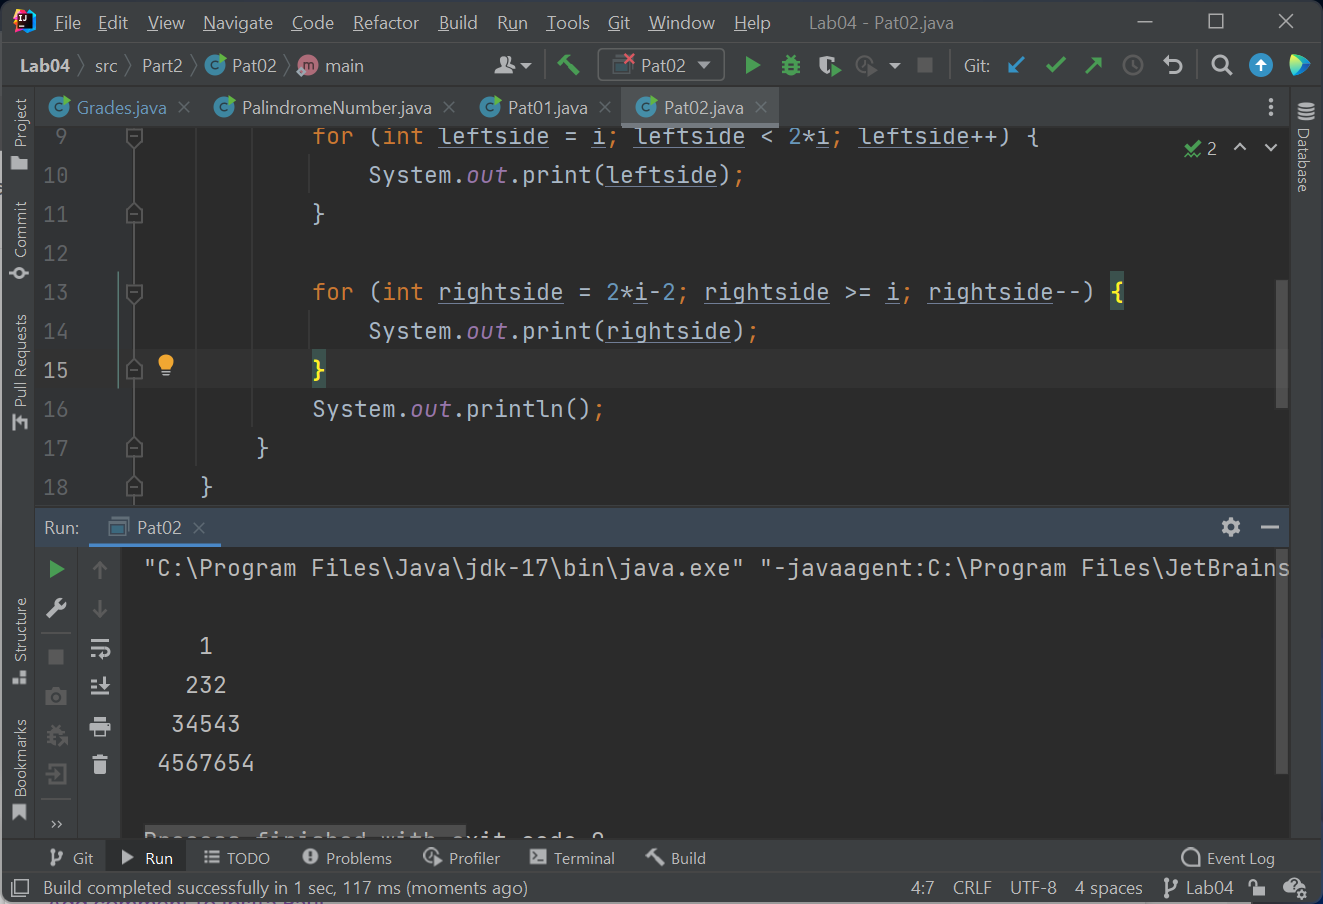 File Edit View Navigate Code Refactor Build Run Tools Git Window Help Lab04 - Pat02.java
Lab04 src Part2 Pat02 main Pat02 Git:
Grades.java PalindromeNumber.java Pat01.java Pat02.java
Project
Commit
Pull Requests
Structure
Bookmarks
Database
2
9 for (int leftside = i; leftside < 2*i; leftside++) {
10 System.out.print(leftside);
11 }
12
13 for (int rightside = 2*i-2; rightside >= i; rightside--) {
14 System.out.print(rightside);
15 }
16 System.out.println();
17 }
18 }
Run: Pat02
"C:\Program Files\Java\jdk-17\bin\java.exe" "-javaagent:C:\Program Files\JetBrains
1
232
34543
4567654
Process finished with exit code 0
Git Run TODO Problems Profiler Terminal Build Event Log
Build completed successfully in 1 sec, 117 ms (moments ago) 4:7 CRLF UTF-8 4 spaces Lab04